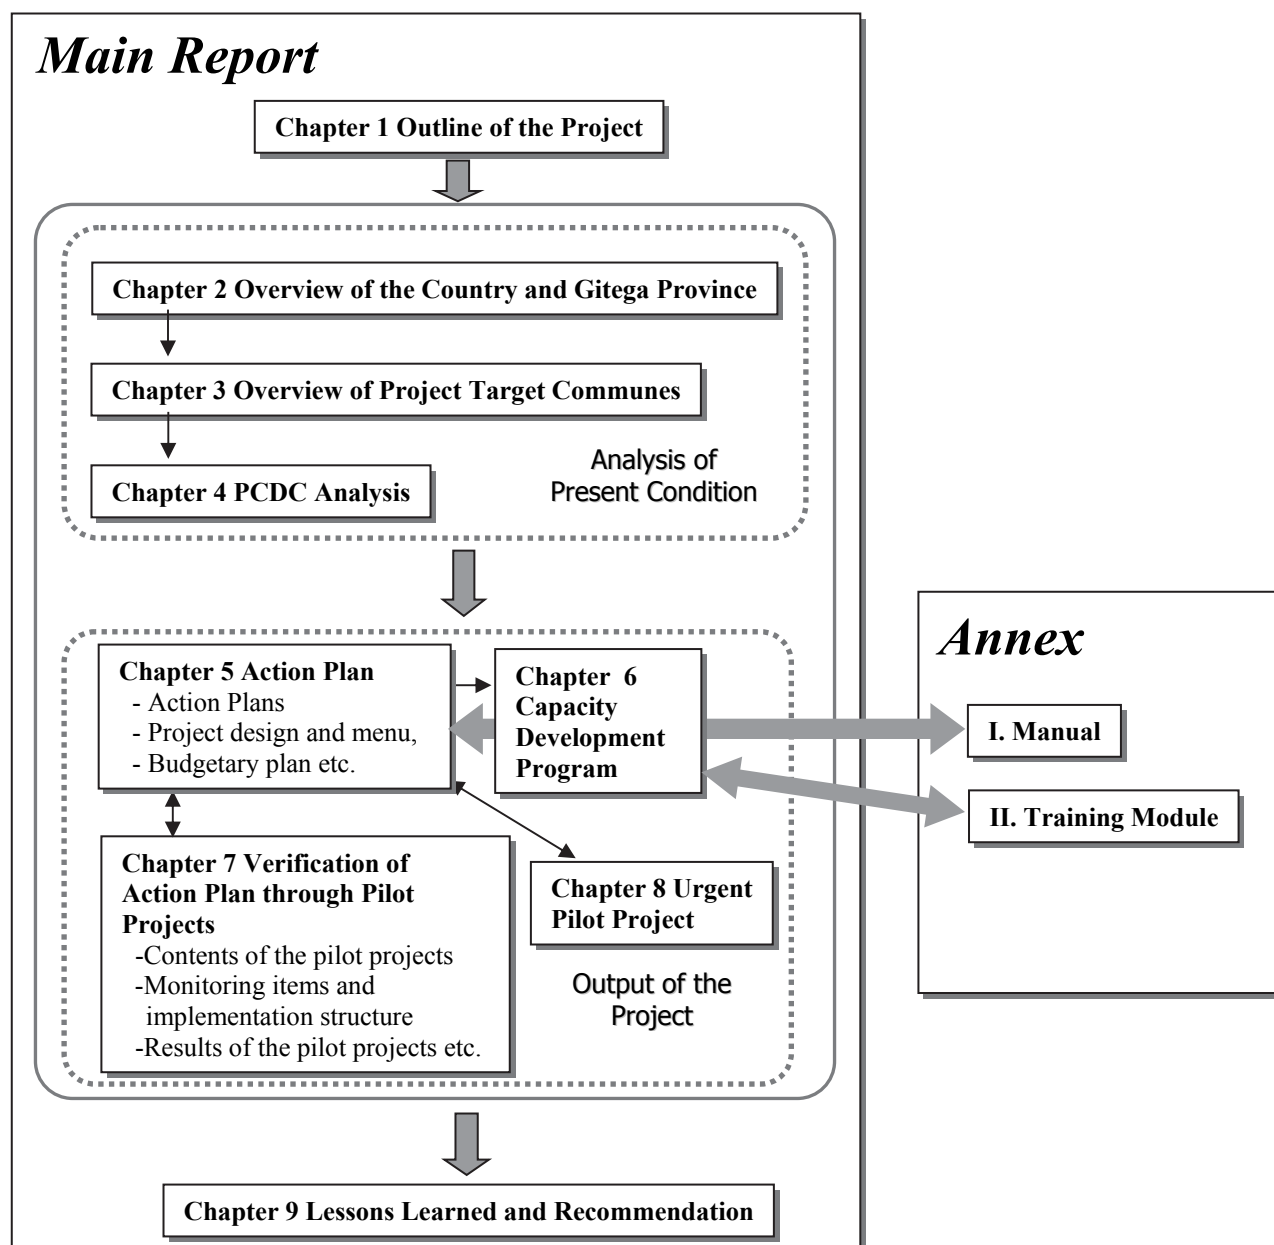 Main Report
Chapter 1 Outline of the Project
Chapter 2 Overview of the Country and Gitega Province
Chapter 3 Overview of Project Target Communes
Chapter 4 PCDC Analysis
Analysis of
Present Condition
Chapter 5 Action Plan
- Action Plans
- Project design and menu,
- Budgetary plan etc.
Chapter 6
Capacity
Development
Program
Chapter 7 Verification of
Action Plan through Pilot
Projects
-Contents of the pilot projects
-Monitoring items and
implementation structure
-Results of the pilot projects etc.
Chapter 8 Urgent
Pilot Project
Output of the
Project
Chapter 9 Lessons Learned and Recommendation
Annex
I. Manual
II. Training Module